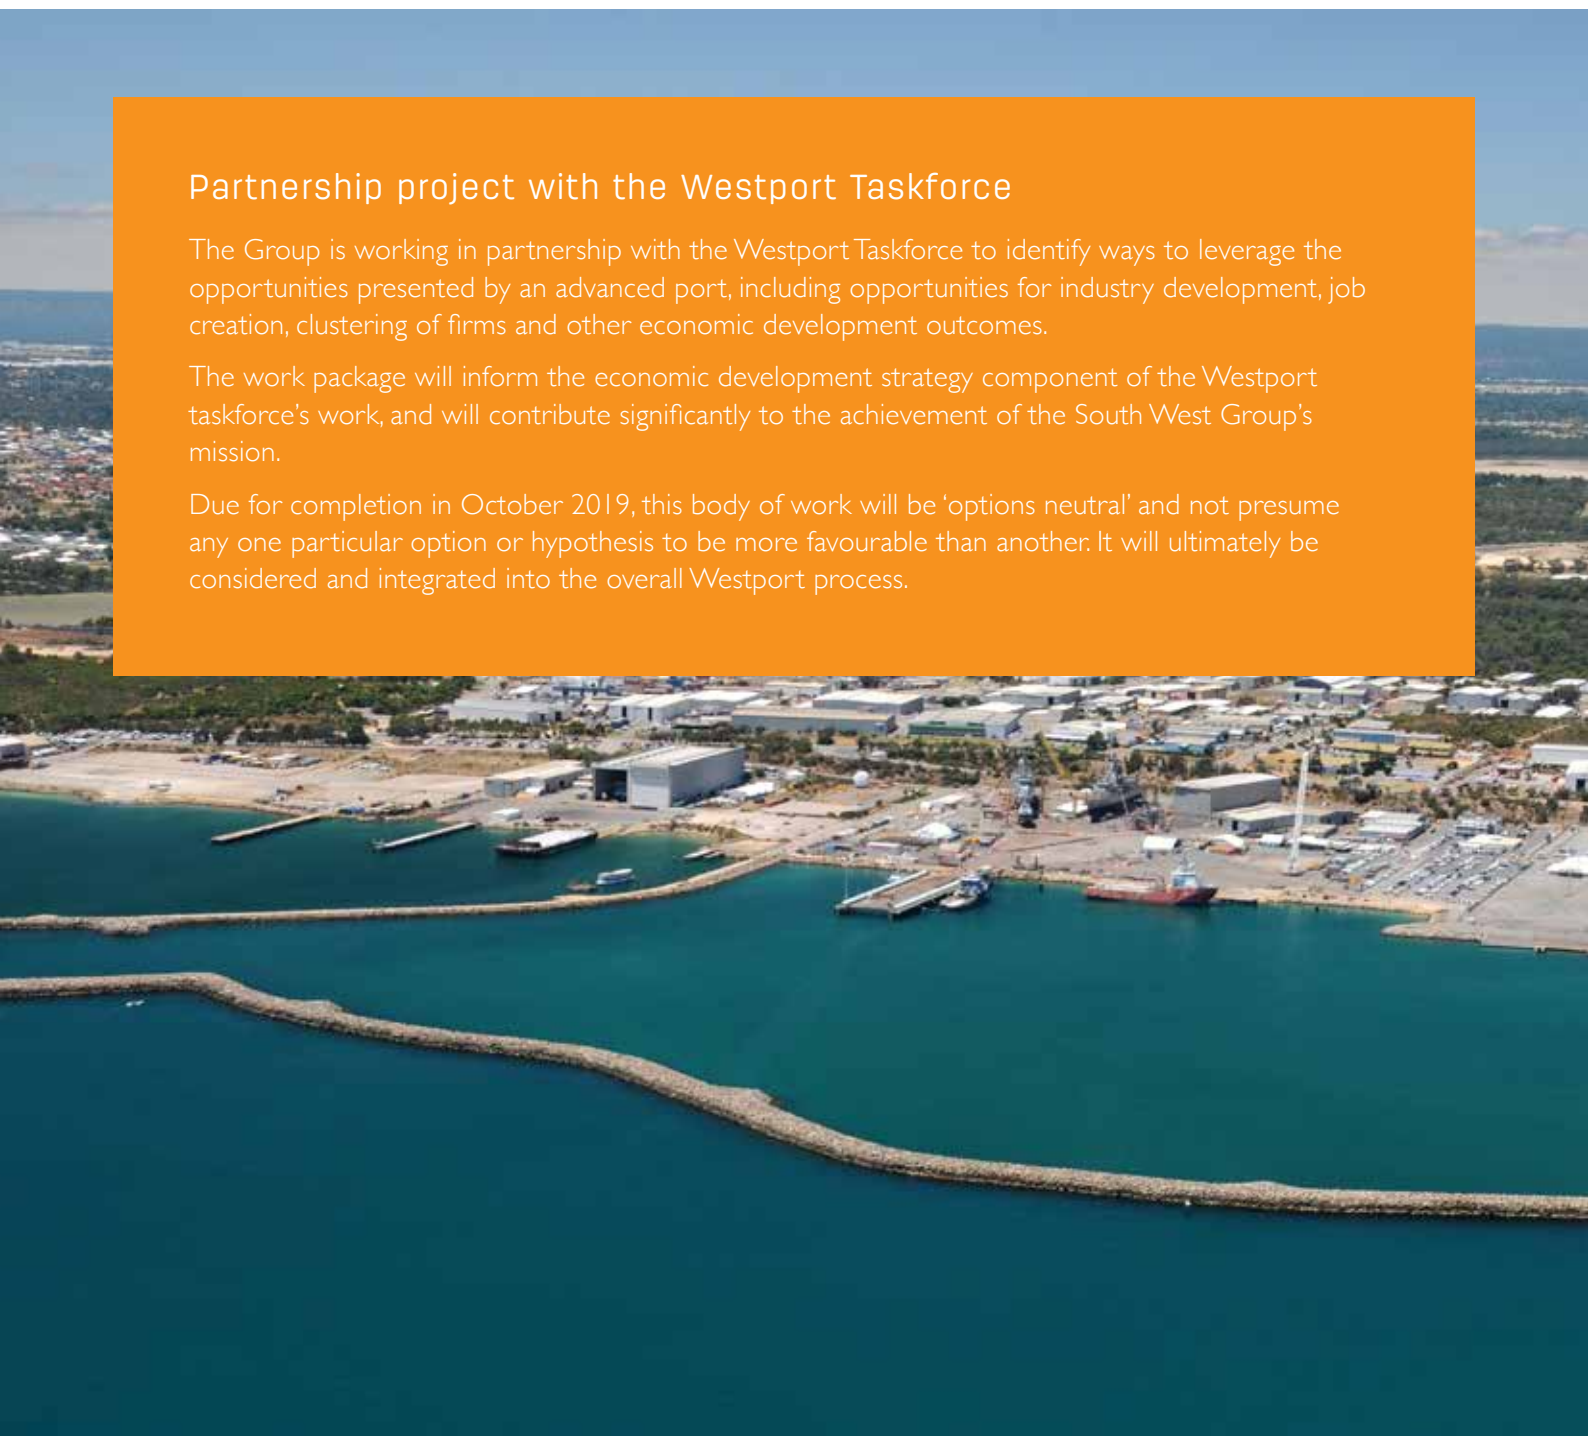 Partnership project with the Westport Taskforce
The Group is working in partnership with the Westport Taskforce to identify ways to leverage the
opportunities presented by an advanced port, including opportunities for industry development, job
creation, clustering of firms and other economic development outcomes.
The work package will inform the economic development strategy component of the Westport
taskforce’s work, and will contribute significantly to the achievement of the South West Group’s
mission.
Due for completion in October 2019, this body of work will be ‘options neutral’ and not presume
any one particular option or hypothesis to be more favourable than another. It will ultimately be
considered and integrated into the overall Westport process.